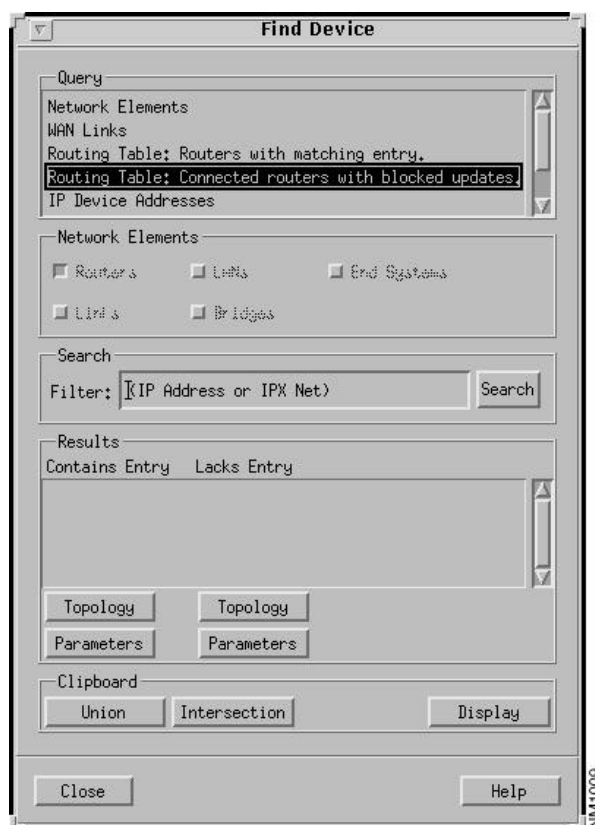 Find Device
Query
Network Elements
WAN Links
Routing Table: Routers with matching entry.
Routing Table: Connected routers with blocked updates.
IP Device Addresses
Network Elements
Routers LANs End Systems
Links Bridges
Search
Filter: (IP Address or IPX Net) Search
Results
Contains Entry Lacks Entry
Topology Topology
Parameters Parameters
Clipboard
Union Intersection Display
Close Help
NM1009